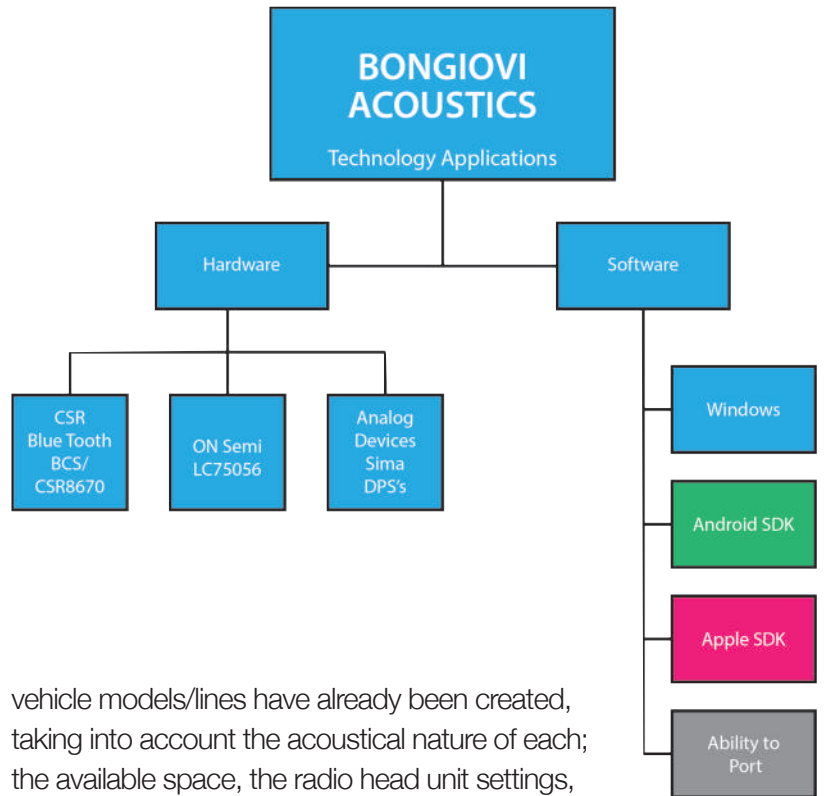 BONGIOVI
ACOUSTICS
Technology Applications
Hardware
Software
CSR
Blue Tooth
BCS/
CSR8670
ON Semi
LC75056
Analog
Devices
Sima
DPS's
Windows
Android SDK
Apple SDK
Ability to
Port
vehicle models/lines have already been created,
taking into account the acoustical nature of each;
the available space, the radio head unit settings,